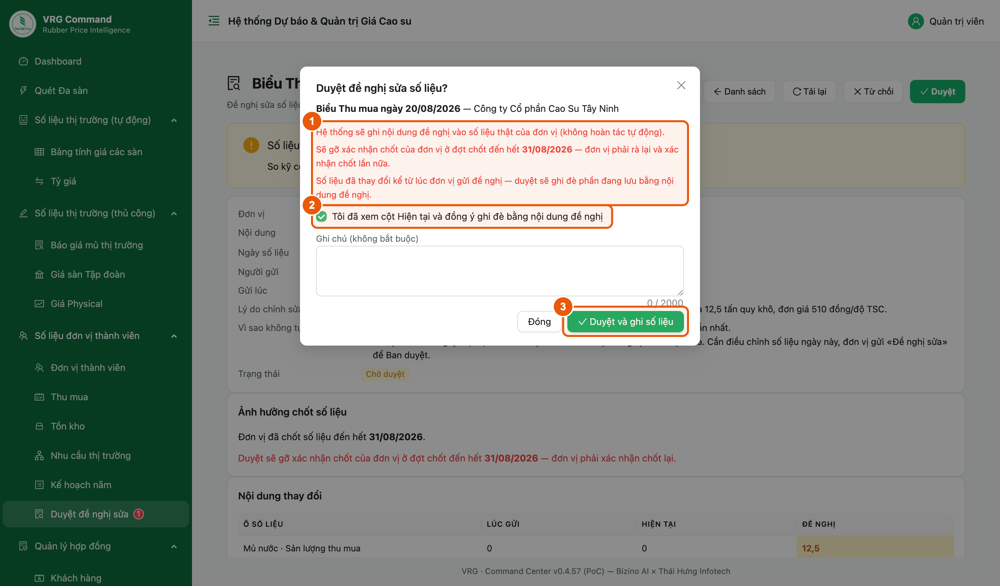 VRG Command
Rubber Price Intelligence
Dashboard
Quét Đa sàn
Số liệu thị trường (tự động)
Bảng tính giá các sàn
Tỷ giá
Số liệu thị trường (thủ công)
Báo giá mủ thị trường
Giá sàn Tập đoàn
Giá Physical
Số liệu đơn vị thành viên
Đơn vị thành viên
Thu mua
Tồn kho
Nhu cầu thị trường
Kế hoạch năm
Duyệt đề nghị sửa 1
Quản lý hợp đồng
Khách hàng
Hệ thống Dự báo & Quản trị Giá Cao su
Quản trị viên
Biểu Th
Đề nghị sửa số liệu
Danh sách
Tải lại
Từ chối
Duyệt
Số liệu
So kỹ
Duyệt đề nghị sửa số liệu?
Biểu Thu mua ngày 20/08/2026 — Công ty Cổ phần Cao Su Tây Ninh
1
Hệ thống sẽ ghi nội dung đề nghị vào số liệu thật của đơn vị (không hoàn tác tự động).
Sẽ gỡ xác nhận chốt của đơn vị ở đợt chốt đến hết 31/08/2026 — đơn vị phải rà lại và xác
nhận chốt lần nữa.
Số liệu đã thay đổi kể từ lúc đơn vị gửi đề nghị — duyệt sẽ ghi đè phần đang lưu bằng nội
dung đề nghị.
2
Tôi đã xem cột Hiện tại và đồng ý ghi đè bằng nội dung đề nghị
Ghi chú (không bắt buộc)
0 / 2000
3
Đóng
Duyệt và ghi số liệu
Đơn vị
Nội dung
Ngày số liệu
Người gửi
Gửi lúc
Lý do chỉnh sửa
12,5 tấn quy khô, đơn giá 510 đồng/độ TSC.
Vì sao không
nhất.
Cần điều chỉnh số liệu ngày này, đơn vị gửi «Đề nghị sửa»
để Ban duyệt.
Trạng thái
Chờ duyệt
Ảnh hưởng chốt số liệu
Đơn vị đã chốt số liệu đến hết 31/08/2026.
Duyệt sẽ gỡ xác nhận chốt của đơn vị ở đợt chốt đến hết 31/08/2026 — đơn vị phải xác nhận chốt lại.
Nội dung thay đổi
Ô SỐ LIỆU
LÚC GỬI
HIỆN TẠI
ĐỀ NGHỊ
Mủ nước · Sản lượng thu mua
0
0
12,5
VRG · Command Center v0.4.57 (PoC) — Bizino AI × Thái Hưng Infotech